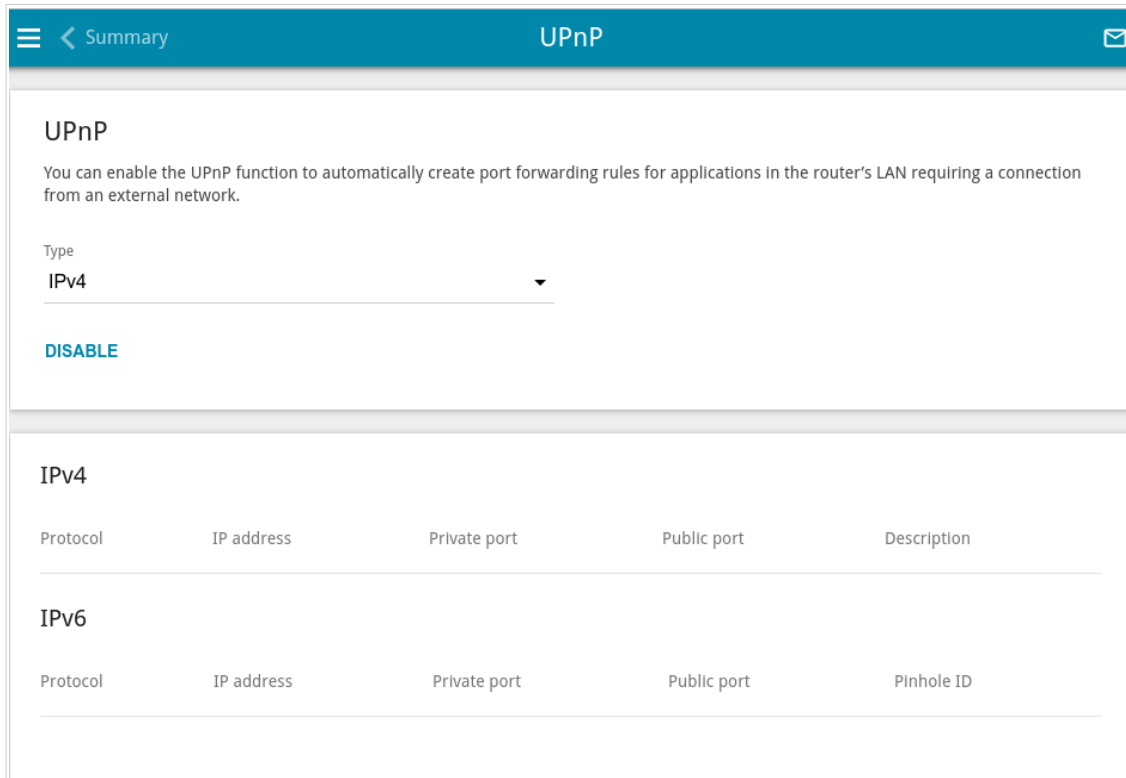 Summary
UPnP
UPnP
You can enable the UPnP function to automatically create port forwarding rules for applications in the router’s LAN requiring a connection
from an external network.
Type
IPv4
DISABLE
IPv4
Protocol IP address Private port Public port Description
IPv6
Protocol IP address Private port Public port Pinhole ID